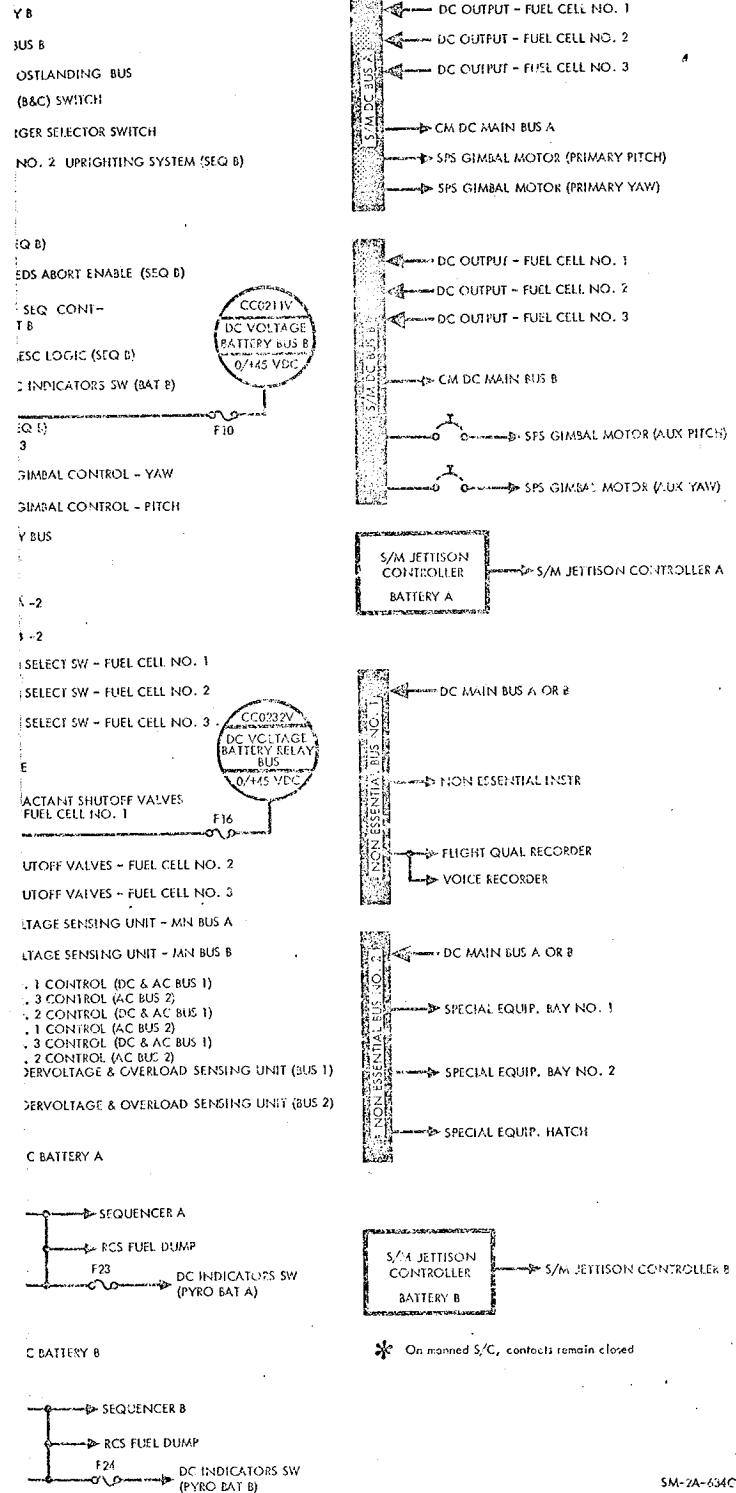 Y B
BUS B
OSTLANDING BUS
(B&C) SWITCH
RGER SELECTOR SWITCH
NO. 2 UPRIGHTING SYSTEM (SEQ B)
EQ B)
EDS ABORT ENABLE (SEQ B)
SEQ CONT-
T B
ESC LOGIC (SEQ B)
C INDICATORS SW (BAT B)
EQ B)
3
GIMBAL CONTROL - YAW
GIMBAL CONTROL - PITCH
Y BUS
-2
-2
SELECT SW - FUEL CELL NO. 1
SELECT SW - FUEL CELL NO. 2
SELECT SW - FUEL CELL NO. 3
E
ACTANT SHUTOFF VALVES
FUEL CELL NO. 1
UTOFF VALVES - FUEL CELL NO. 2
UTOFF VALVES - FUEL CELL NO. 3
LTAGE SENSING UNIT - MN BUS A
LTAGE SENSING UNIT - MN BUS B
. 1 CONTROL (DC & AC BUS 1)
. 3 CONTROL (AC BUS 2)
. 2 CONTROL (DC & AC BUS 1)
. 1 CONTROL (AC BUS 2)
. 3 CONTROL (DC & AC BUS 1)
. 2 CONTROL (AC BUS 2)
DERVOLTAGE & OVERLOAD SENSING UNIT (BUS 1)
DERVOLTAGE & OVERLOAD SENSING UNIT (BUS 2)
C BATTERY A
SEQUENCER A
RCS FUEL DUMP
F23
DC INDICATORS SW
(PYRO BAT A)
C BATTERY B
SEQUENCER B
RCS FUEL DUMP
F24
DC INDICATORS SW
(PYRO BAT B)
CC0211V
DC VOLTAGE
BATTERY BUS B
0/+45 VDC
F10
CC0232V
DC VOLTAGE
BATTERY RELAY
BUS
0/+45 VDC
F16
S/M DC BUS A
DC OUTPUT - FUEL CELL NO. 1
DC OUTPUT - FUEL CELL NO. 2
DC OUTPUT - FUEL CELL NO. 3
CM DC MAIN BUS A
SPS GIMBAL MOTOR (PRIMARY PITCH)
SPS GIMBAL MOTOR (PRIMARY YAW)
S/M DC BUS B
DC OUTPUT - FUEL CELL NO. 1
DC OUTPUT - FUEL CELL NO. 2
DC OUTPUT - FUEL CELL NO. 3
CM DC MAIN BUS B
SPS GIMBAL MOTOR (AUX PITCH)
SPS GIMBAL MOTOR (AUX YAW)
S/M JETTISON
CONTROLLER
BATTERY A
S/M JETTISON CONTROLLER A
NON ESSENTIAL BUS NO. 1
DC MAIN BUS A OR B
NON ESSENTIAL INSTR
FLIGHT QUAL RECORDER
VOICE RECORDER
NON ESSENTIAL BUS NO. 2
DC MAIN BUS A OR B
SPECIAL EQUIP. BAY NO. 1
SPECIAL EQUIP. BAY NO. 2
SPECIAL EQUIP. HATCH
S/M JETTISON
CONTROLLER
BATTERY B
S/M JETTISON CONTROLLER B
* On manned S/C, contacts remain closed
SM-2A-634C